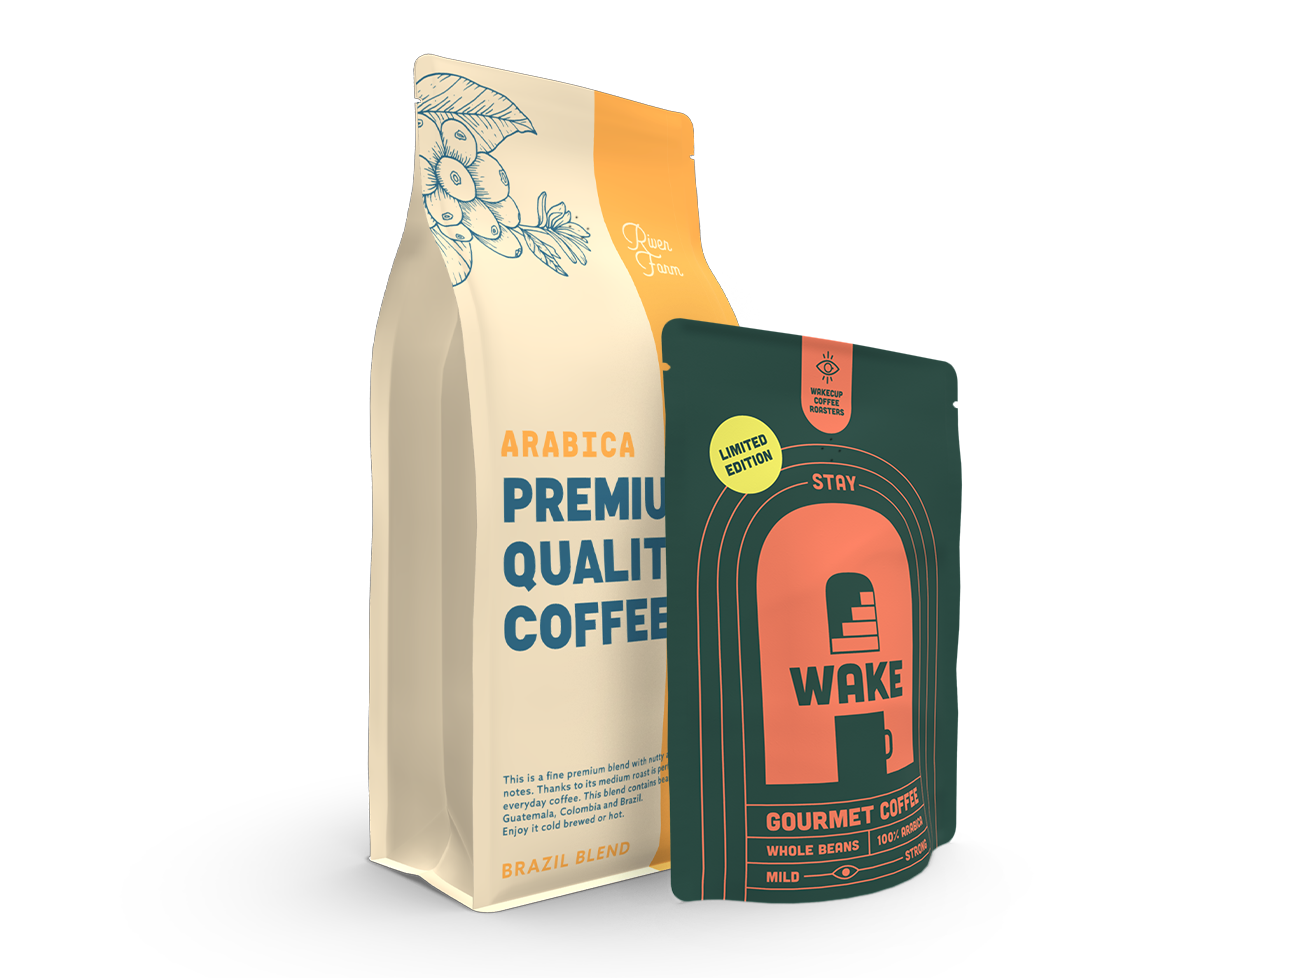 River
Farm
ARABICA
PREMIU
QUALIT
COFFEE
This is a fine premium blend with nutty
notes. Thanks to its medium roast is per
everyday coffee. This blend contains bea
Guatemala, Colombia and Brazil.
Enjoy it cold brewed or hot.
BRAZIL BLEND
WAKECUP
COFFEE
ROASTERS
LIMITED
EDITION
STAY
WAKE
GOURMET COFFEE
WHOLE BEANS
100% ARABICA
MILD
STRONG